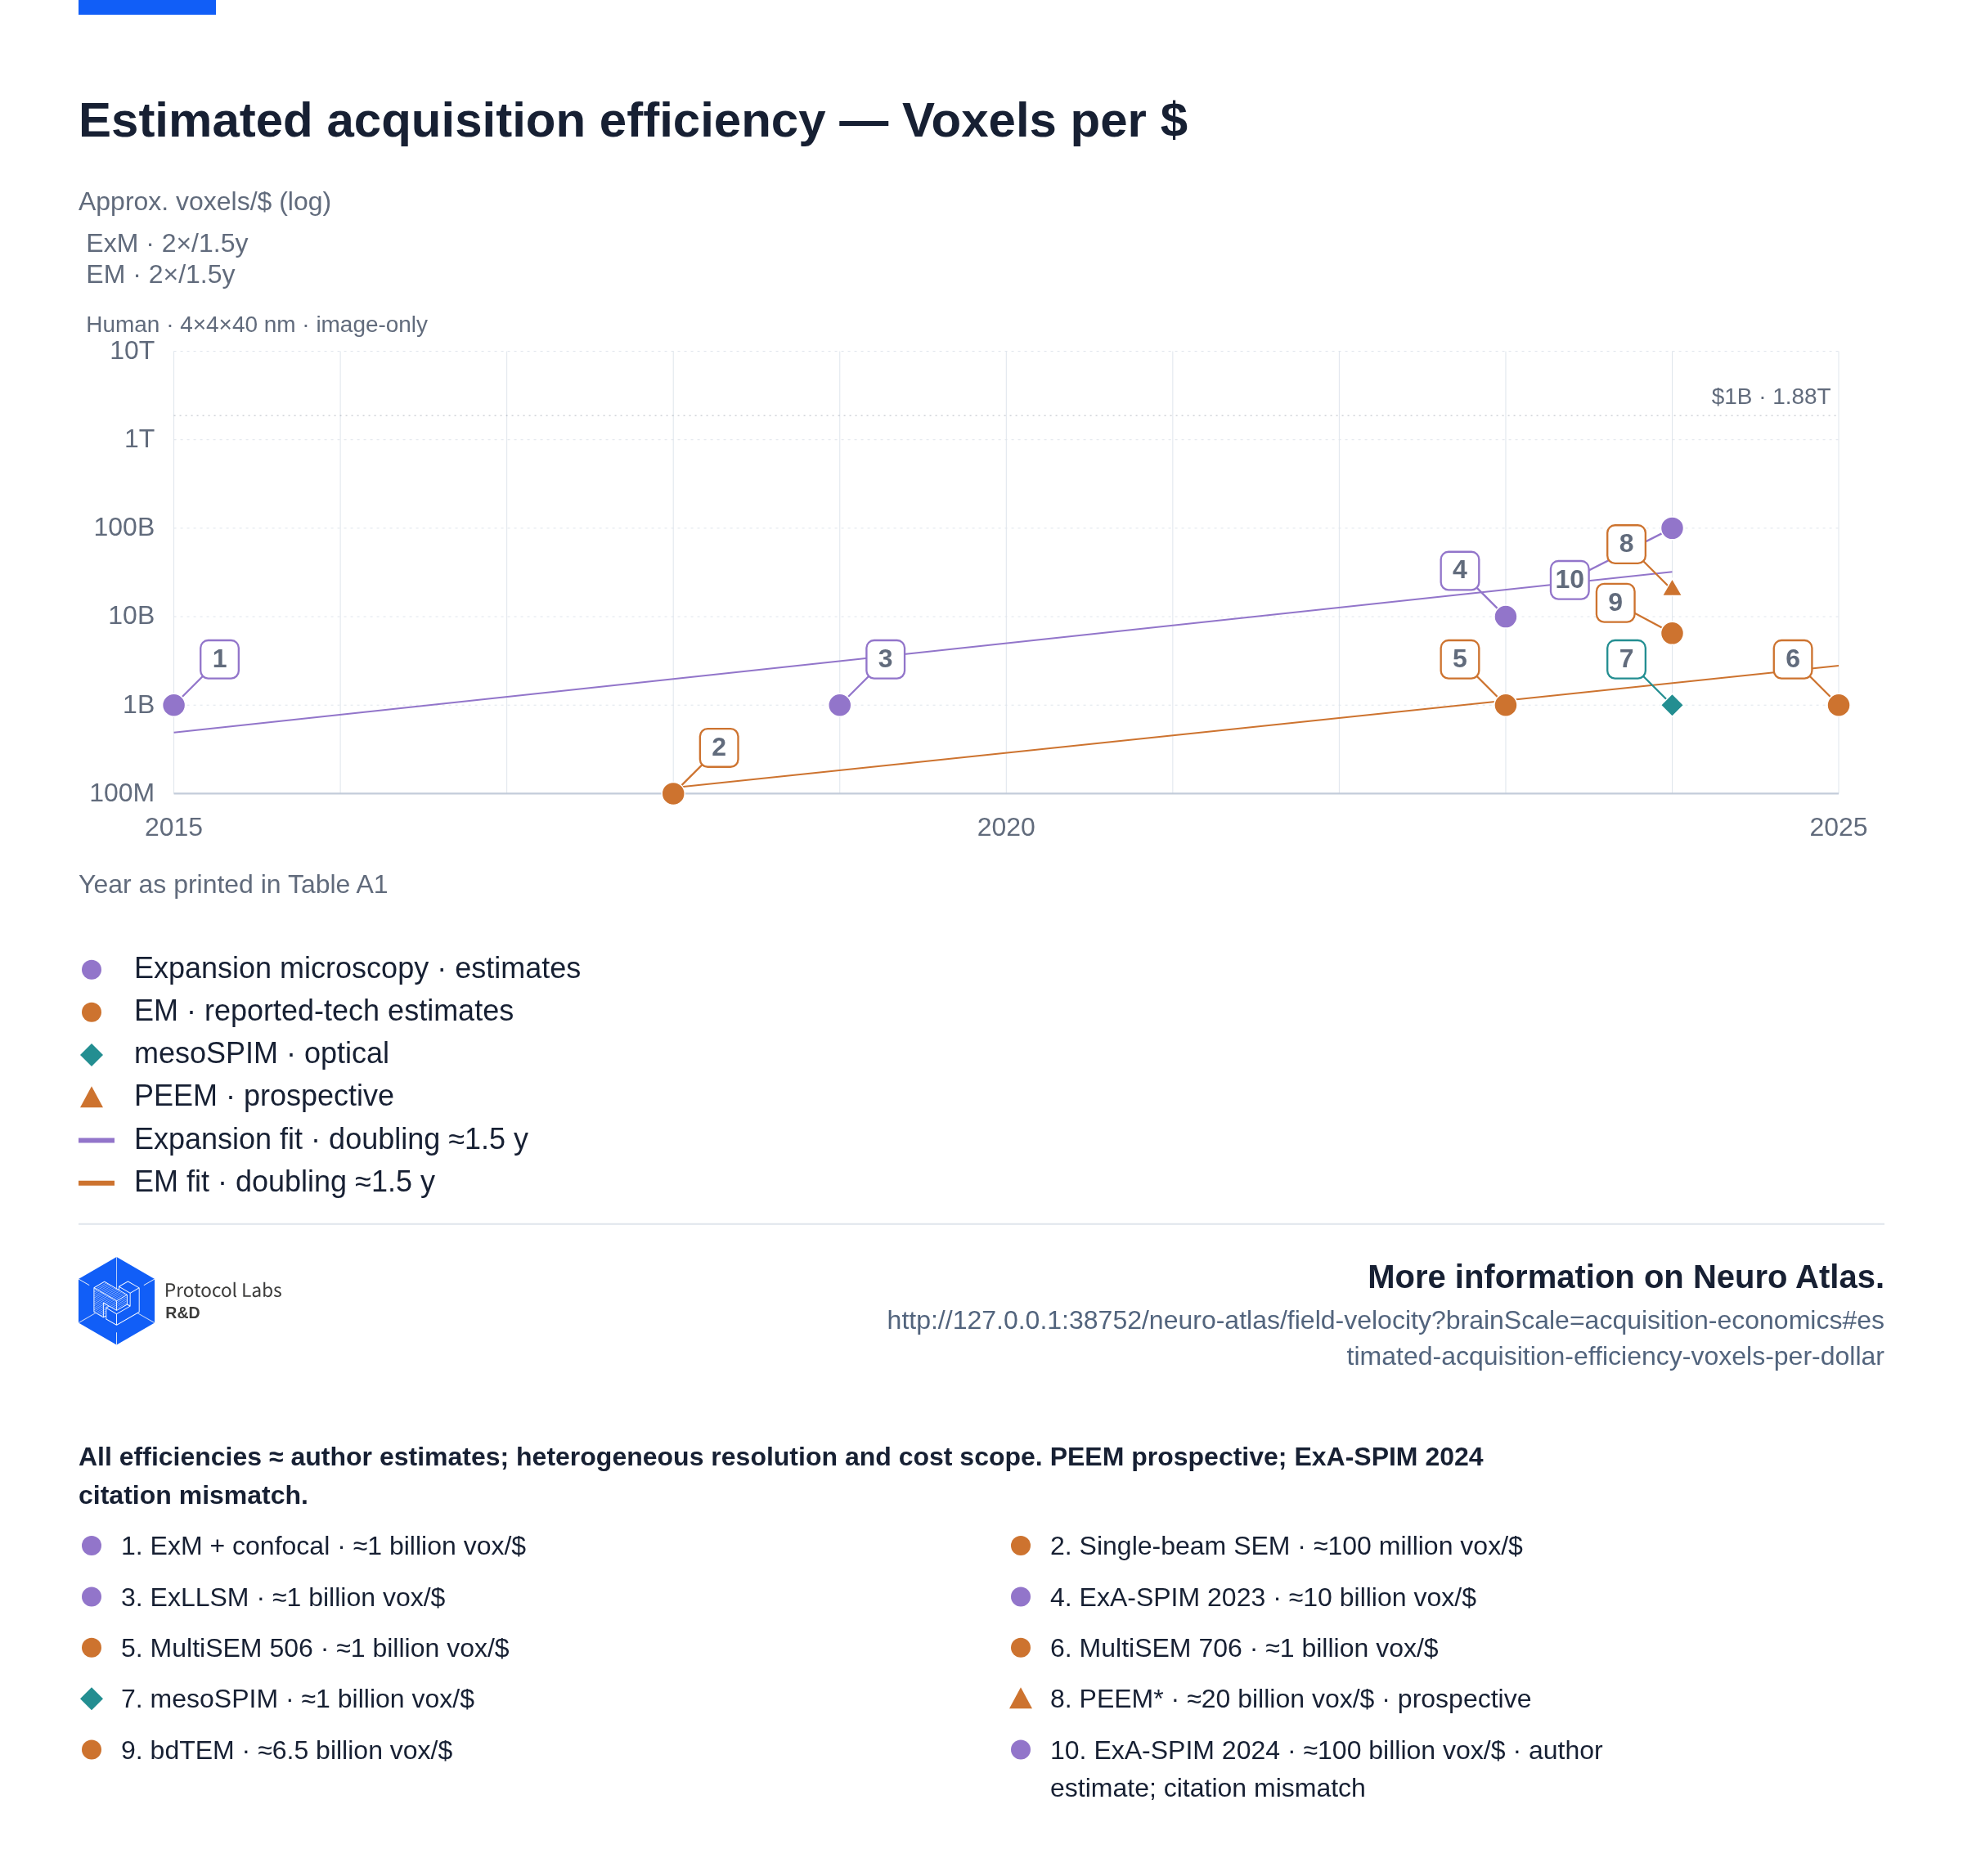 Estimated acquisition efficiency — Voxels per $
Approx. voxels/$ (log)
ExM · 2×/1.5y
EM · 2×/1.5y
Human · 4×4×40 nm · image-only
10T
$1B · 1.88T
1T
100B
8
4
10
10B
9
1
3
5
7
6
1B
2
100M
2015
2020
2025
Year as printed in Table A1
Expansion microscopy · estimates
EM · reported-tech estimates
mesoSPIM · optical
PEEM · prospective
Expansion fit · doubling ≈1.5 y
EM fit · doubling ≈1.5 y
Protocol Labs
R&D
More information on Neuro Atlas.
http://127.0.0.1:38752/neuro-atlas/field-velocity?brainScale=acquisition-economics#es
timated-acquisition-efficiency-voxels-per-dollar
All efficiencies ≈ author estimates; heterogeneous resolution and cost scope. PEEM prospective; ExA-SPIM 2024
citation mismatch.
1. ExM + confocal · ≈1 billion vox/$
2. Single-beam SEM · ≈100 million vox/$
3. ExLLSM · ≈1 billion vox/$
4. ExA-SPIM 2023 · ≈10 billion vox/$
5. MultiSEM 506 · ≈1 billion vox/$
6. MultiSEM 706 · ≈1 billion vox/$
7. mesoSPIM · ≈1 billion vox/$
8. PEEM* · ≈20 billion vox/$ · prospective
9. bdTEM · ≈6.5 billion vox/$
10. ExA-SPIM 2024 · ≈100 billion vox/$ · author
estimate; citation mismatch